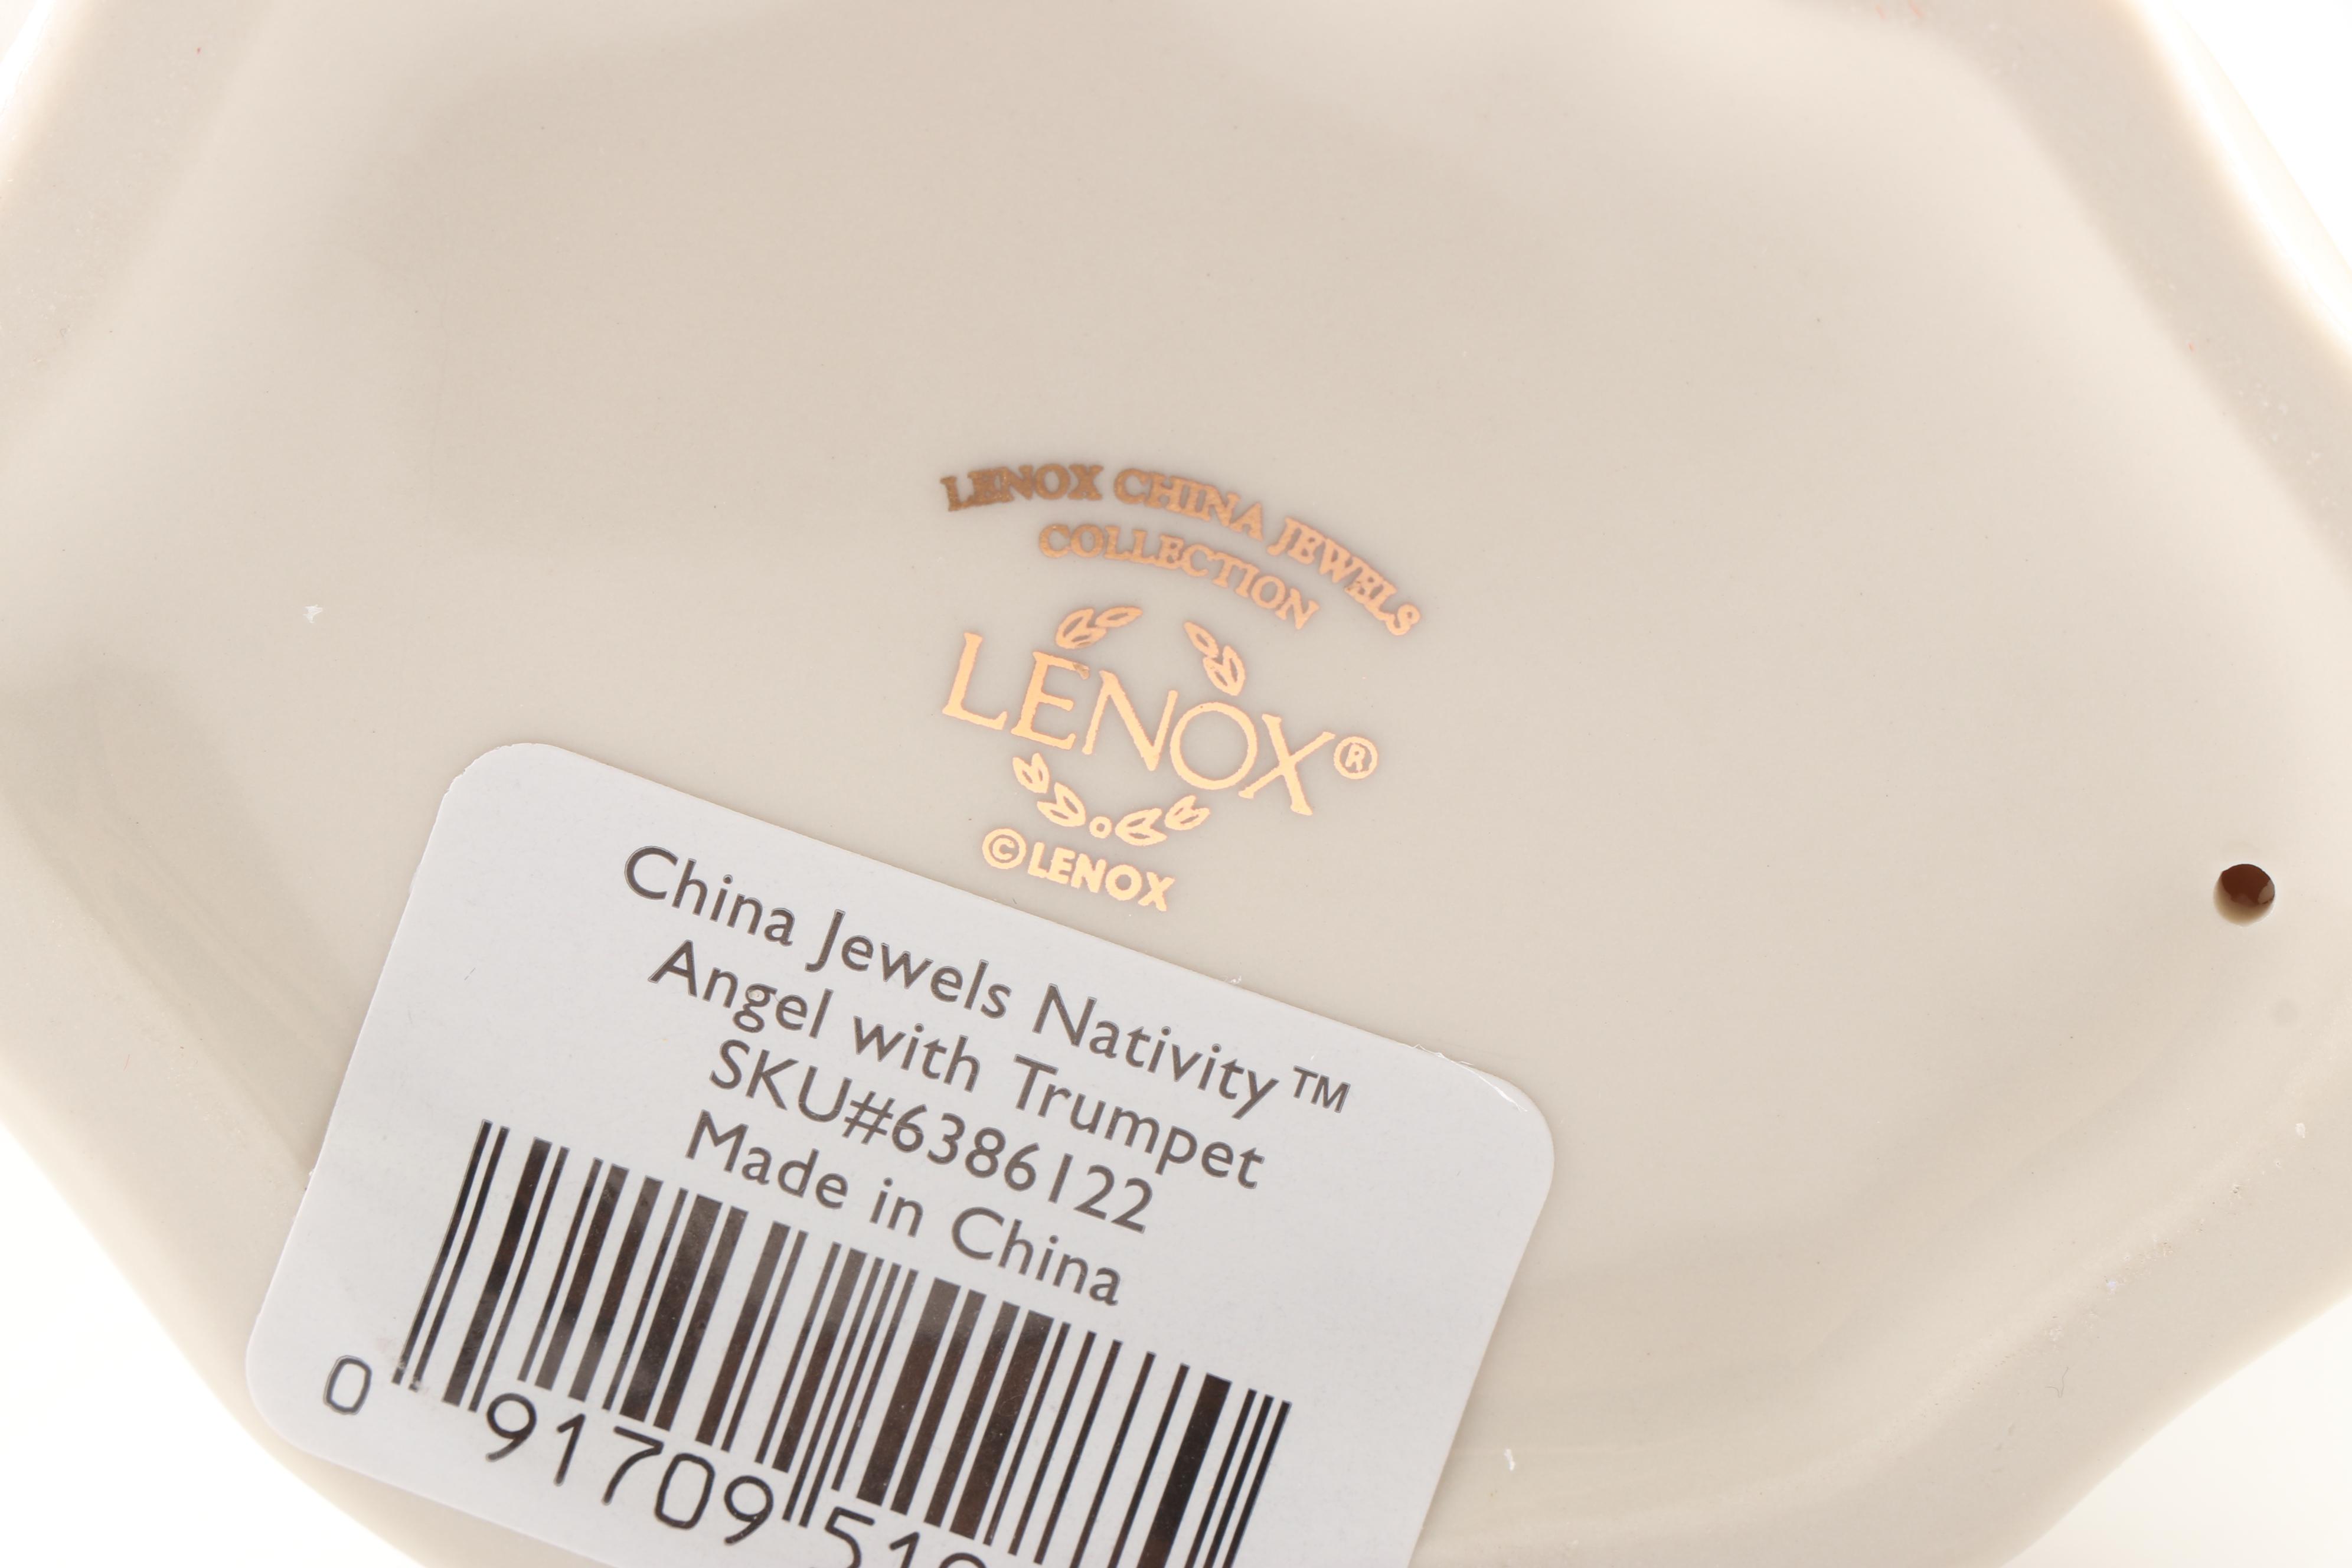 LENOX CHINA JEWELS
COLLECTION
LENOX®
© LENOX
China Jewels Nativity™
Angel with Trumpet
SKU#6386122
Made in China
0 91709 51